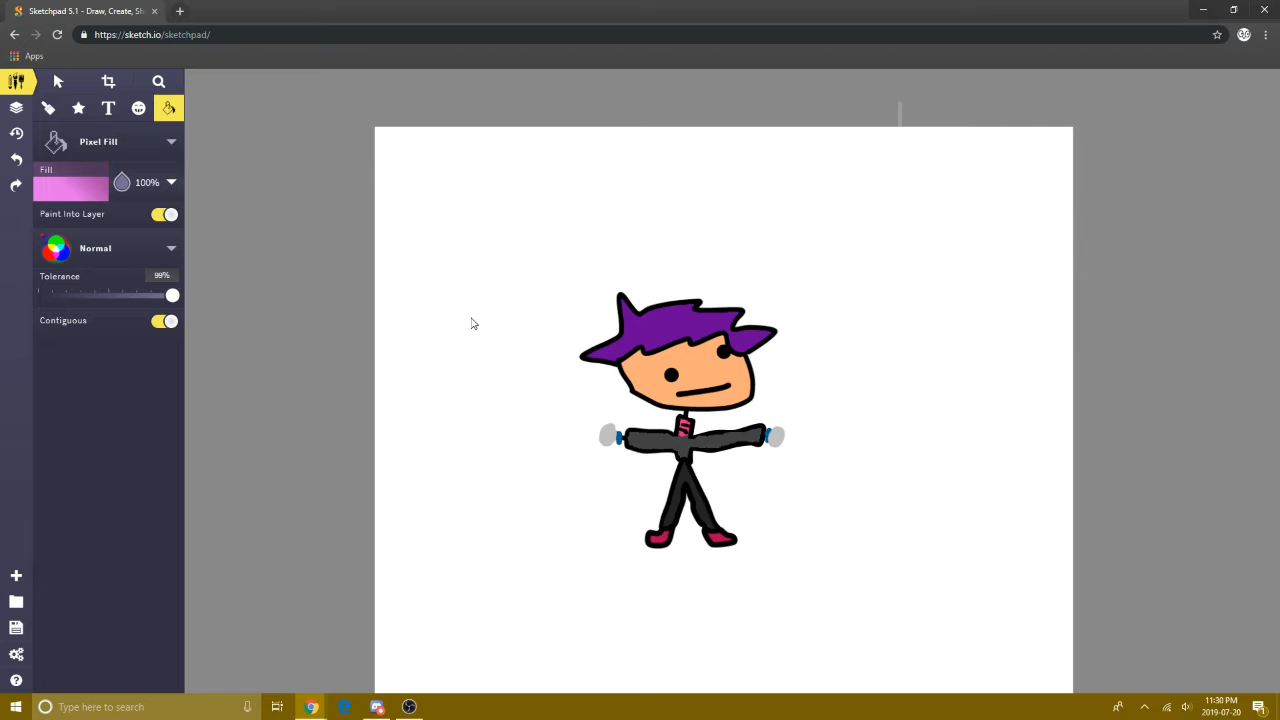 Sketchpad 5.1 - Draw, Create, Sh
https://sketch.io/sketchpad/
Apps
Pixel Fill
Fill
100%
Paint Into Layer
Normal
Tolerance
99%
Contiguous
Type here to search
11:30 PM
2019-07-20